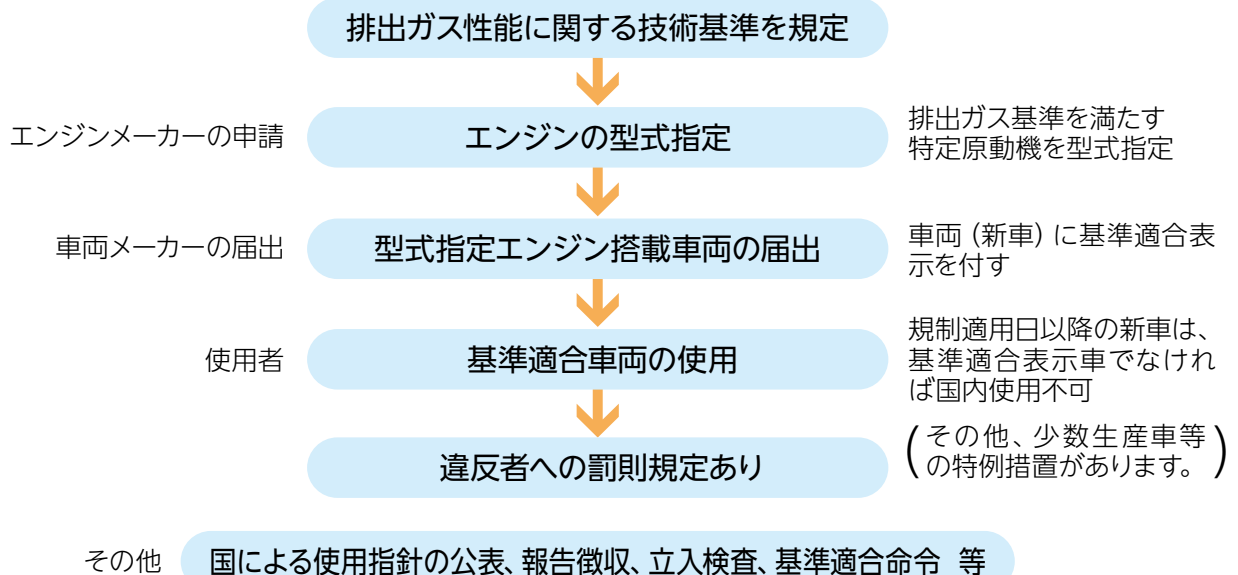 排出ガス性能に関する技術基準を規定
エンジンメーカーの申請
エンジンの型式指定
排出ガス基準を満たす
特定原動機を型式指定
車両メーカーの届出
型式指定エンジン搭載車両の届出
車両（新車）に基準適合表
示を付す
使用者
基準適合車両の使用
規制適用日以降の新車は、
基準適合表示車でなけれ
ば国内使用不可
違反者への罰則規定あり
（その他、少数生産車等
の特例措置があります。）
その他
国による使用指針の公表、報告徴収、立入検査、基準適合命令 等